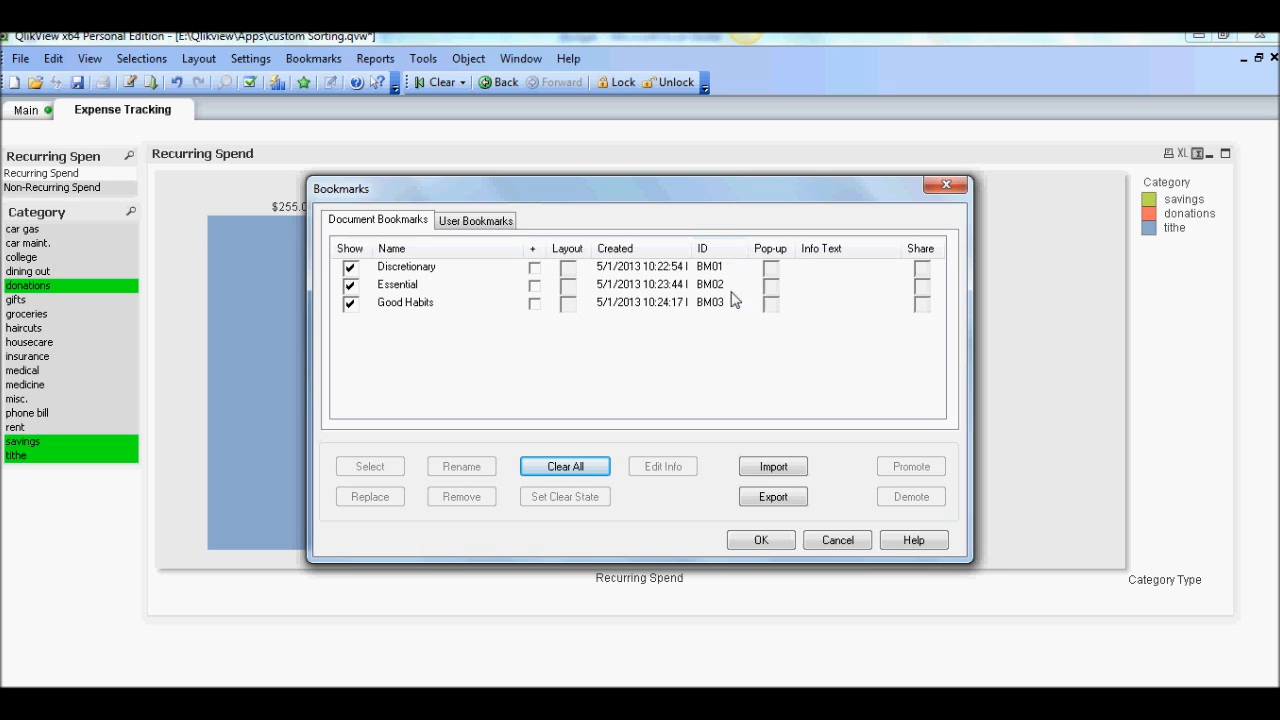 QlikView x64 Personal Edition - [E:\Qlikview\Apps\custom Sorting.qvw*]
File Edit View Selections Layout Settings Bookmarks Reports Tools Object Window Help
Clear Back Forward Lock Unlock
Main Expense Tracking
Recurring Spen
Recurring Spend
Non-Recurring Spend
Category
car gas
car maint.
college
dining out
donations
gifts
groceries
haircuts
housecare
insurance
medical
medicine
misc.
phone bill
rent
savings
tithe
Recurring Spend
XL
$255.0
Bookmarks
Document Bookmarks User Bookmarks
Show Name + Layout Created ID Pop-up Info Text Share
Discretionary 5/1/2013 10:22:54 BM01
Essential 5/1/2013 10:23:44 BM02
Good Habits 5/1/2013 10:24:17 BM03
Select Rename Clear All Edit Info Import Promote
Replace Remove Set Clear State Export Demote
OK Cancel Help
Category
savings
donations
tithe
Recurring Spend
Category Type